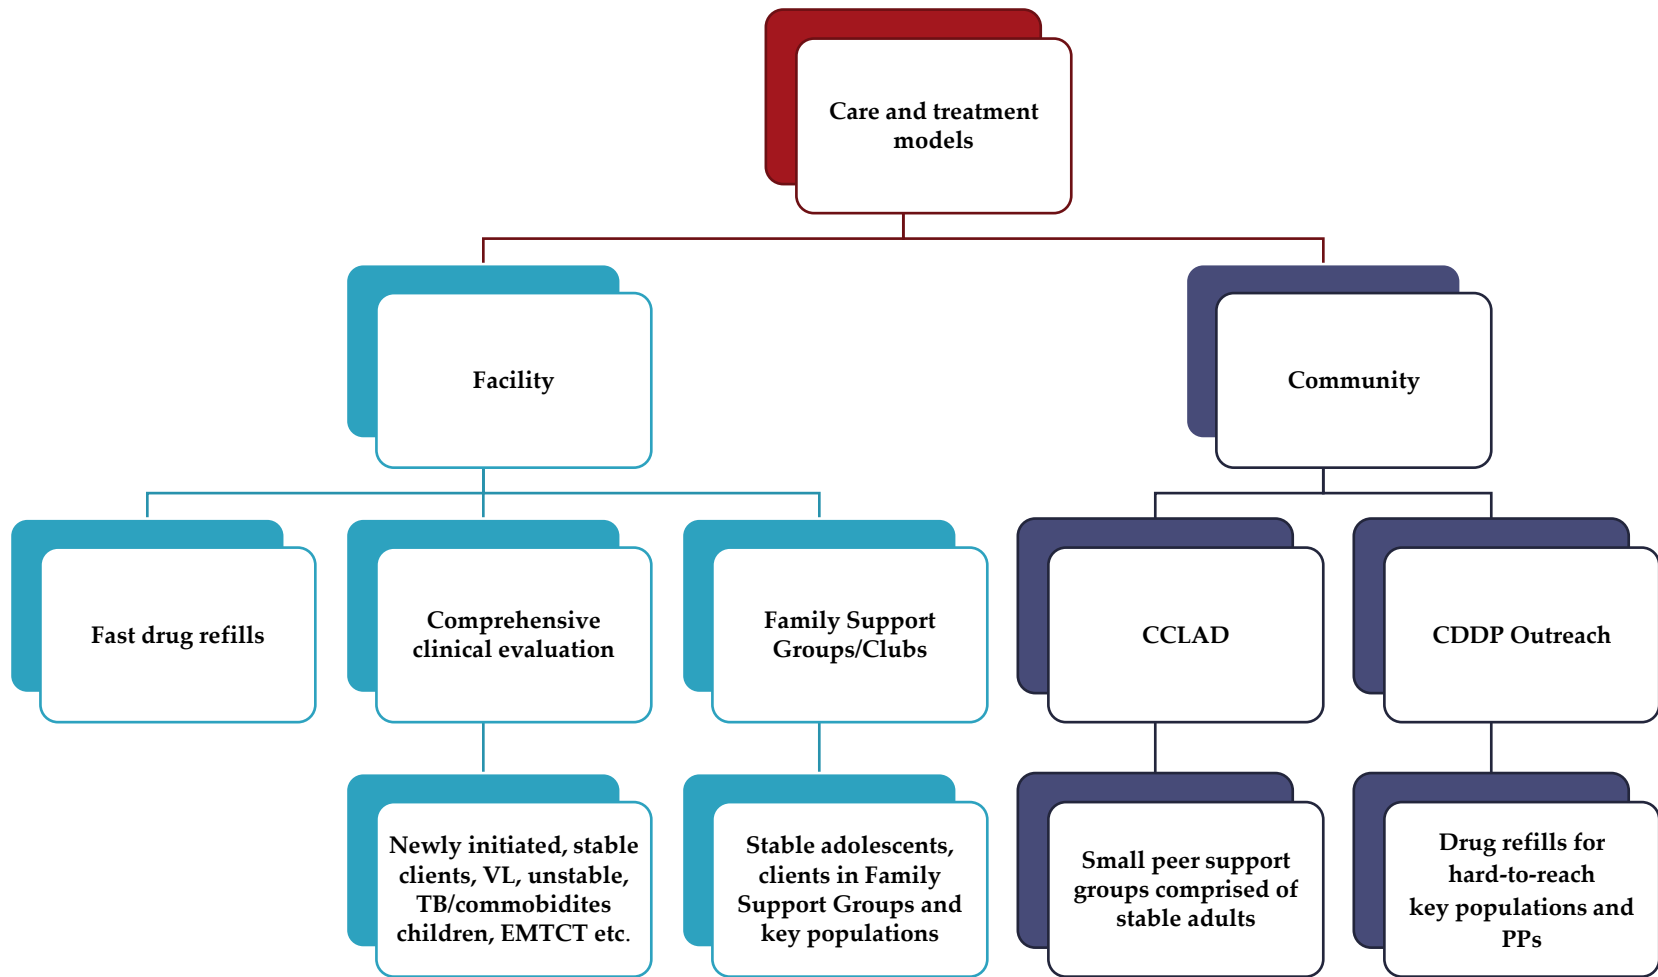 Care and treatment
models
Facility
Community
Fast drug refills
Comprehensive
clinical evaluation
Family Support
Groups/Clubs
CCLAD
CDDP Outreach
Newly initiated, stable
clients, VL, unstable,
TB/commobidites
children, EMTCT etc.
Stable adolescents,
clients in Family
Support Groups and
key populations
Small peer support
groups comprised of
stable adults
Drug refills for
hard-to-reach
key populations and
PPs